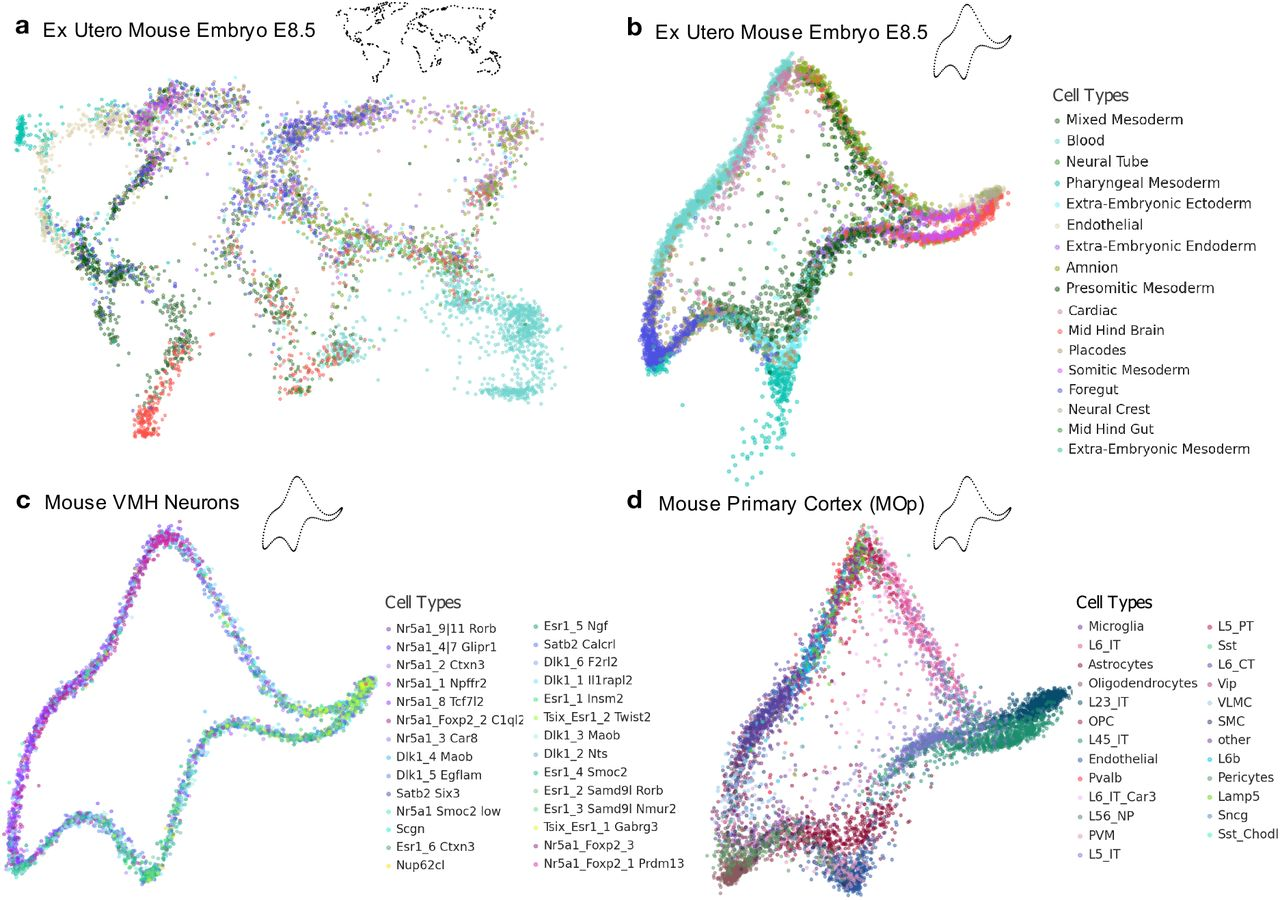 a Ex Utero Mouse Embryo E8.5
b Ex Utero Mouse Embryo E8.5
Cell Types
Mixed Mesoderm
Blood
Neural Tube
Pharyngeal Mesoderm
Extra-Embryonic Ectoderm
Endothelial
Extra-Embryonic Endoderm
Amnion
Presomitic Mesoderm
Cardiac
Mid Hind Brain
Placodes
Somitic Mesoderm
Foregut
Neural Crest
Mid Hind Gut
Extra-Embryonic Mesoderm
c Mouse VMH Neurons
Cell Types
Nr5a1_9|11 Rorb
Nr5a1_4|7 Glipr1
Nr5a1_2 Ctxn3
Nr5a1_1 Npffr2
Nr5a1_8 Tcf7l2
Nr5a1_Foxp2_2 C1ql2
Nr5a1_3 Car8
Dlk1_4 Maob
Dlk1_5 Egflam
Satb2 Six3
Nr5a1 Smoc2 low
Scgn
Esr1_6 Ctxn3
Nup62cl
Esr1_5 Ngf
Satb2 Calcrl
Dlk1_6 F2rl2
Dlk1_1 Il1rapl2
Esr1_1 Insm2
Tsix_Esr1_2 Twist2
Dlk1_3 Maob
Dlk1_2 Nts
Esr1_4 Smoc2
Esr1_2 Samd9l Rorb
Esr1_3 Samd9l Nmur2
Tsix_Esr1_1 Gabrg3
Nr5a1_Foxp2_3
Nr5a1_Foxp2_1 Prdm13
d Mouse Primary Cortex (MOp)
Cell Types
Microglia
L6_IT
Astrocytes
Oligodendrocytes
L23_IT
OPC
L45_IT
Endothelial
Pvalb
L6_IT_Car3
L56_NP
PVM
L5_IT
L5_PT
Sst
L6_CT
Vip
VLMC
SMC
other
L6b
Pericytes
Lamp5
Sncg
Sst_Chodl